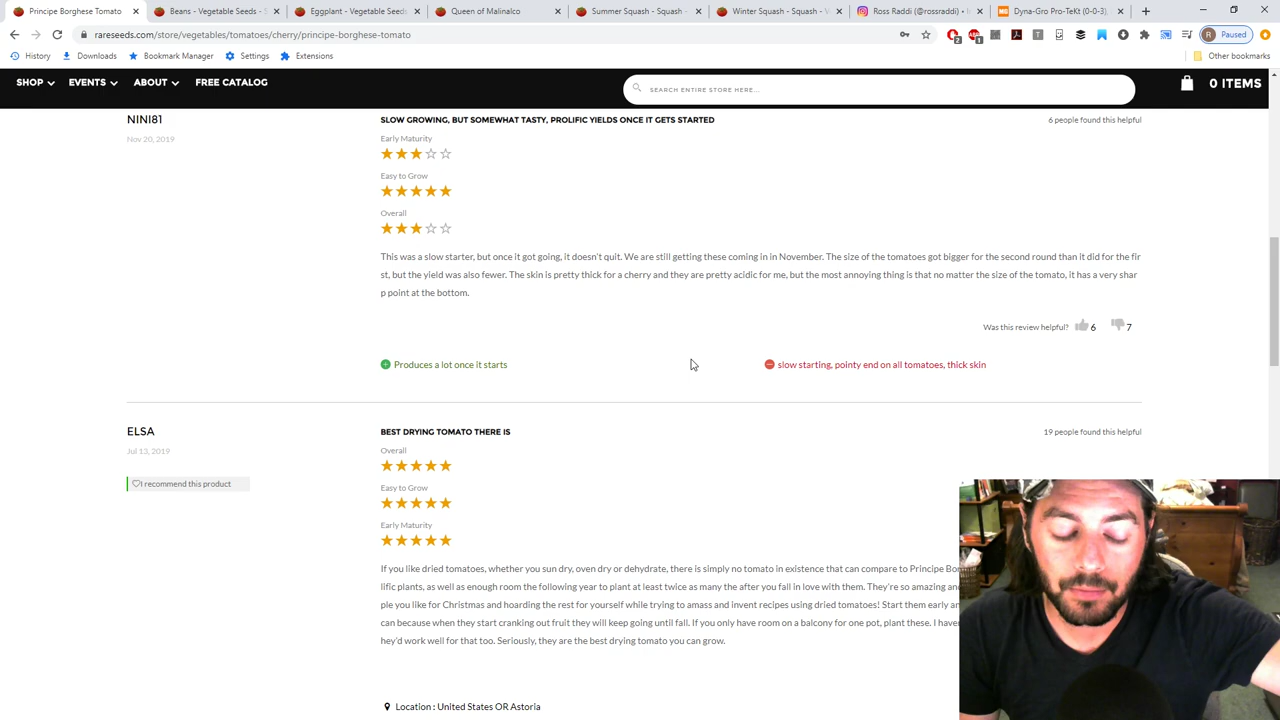 Principe Borghese Tomato
Beans - Vegetable Seeds - S
Eggplant - Vegetable Seeds
Queen of Malinalco
Summer Squash - Squash -
Winter Squash - Squash - V
Ross Raddi (@rossraddi) • I
Dyna-Gro Pro-TeKt (0-0-3)
rareseeds.com/store/vegetables/tomatoes/cherry/principe-borghese-tomato
Paused
History
Downloads
Bookmark Manager
Settings
Extensions
Other bookmarks
SHOP
EVENTS
ABOUT
FREE CATALOG
SEARCH ENTIRE STORE HERE...
0 ITEMS
NINI81
SLOW GROWING, BUT SOMEWHAT TASTY, PROLIFIC YIELDS ONCE IT GETS STARTED
6 people found this helpful
Nov 20, 2019
Early Maturity
Easy to Grow
Overall
This was a slow starter, but once it got going, it doesn't quit. We are still getting these coming in in November. The size of the tomatoes got bigger for the second round than it did for the fir
st, but the yield was also fewer. The skin is pretty thick for a cherry and they are pretty acidic for me, but the most annoying thing is that no matter the size of the tomato, it has a very shar
p point at the bottom.
Was this review helpful? 6 7
Produces a lot once it starts
slow starting, pointy end on all tomatoes, thick skin
ELSA
BEST DRYING TOMATO THERE IS
19 people found this helpful
Jul 13, 2019
Overall
I recommend this product
Easy to Grow
Early Maturity
If you like dried tomatoes, whether you sun dry, oven dry or dehydrate, there is simply no tomato in existence that can compare to Principe Bo
lific plants, as well as enough room the following year to plant at least twice as many the after you fall in love with them. They're so amazing and
ple you like for Christmas and hoarding the rest for yourself while trying to amass and invent recipes using dried tomatoes! Start them early an
can because when they start cranking out fruit they will keep going until fall. If you only have room on a balcony for one pot, plant these. I haven
hey'd work well for that too. Seriously, they are the best drying tomato you can grow.
Location : United States OR Astoria